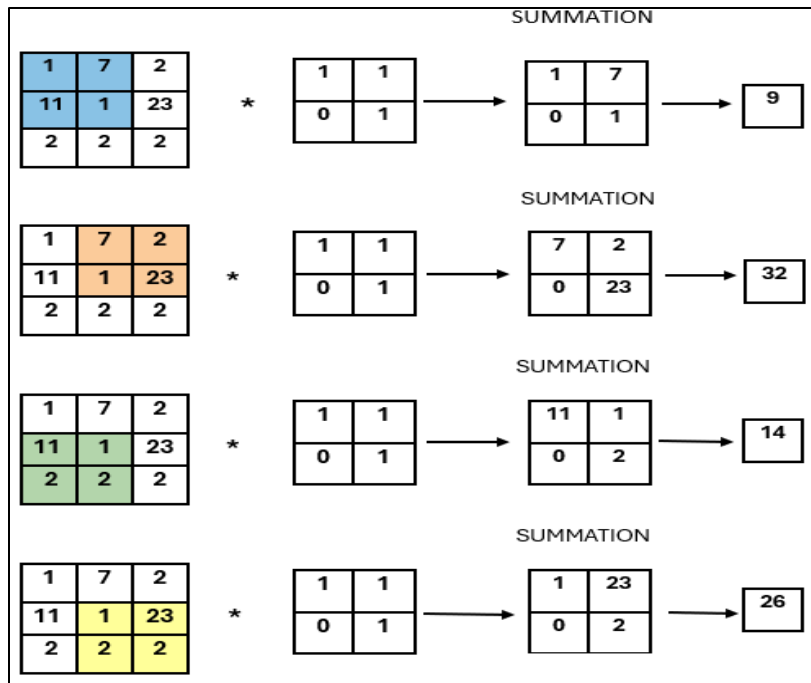 SUMMATION
1 7 2 1 1 1 7 9
11 1 23 * 0 1 0 1
2 2 2
SUMMATION
1 7 2 1 1 7 2 32
11 1 23 * 0 1 0 23
2 2 2
SUMMATION
1 7 2 1 1 11 1 14
11 1 23 * 0 1 0 2
2 2 2
SUMMATION
1 7 2 1 1 1 23 26
11 1 23 * 0 1 0 2
2 2 2